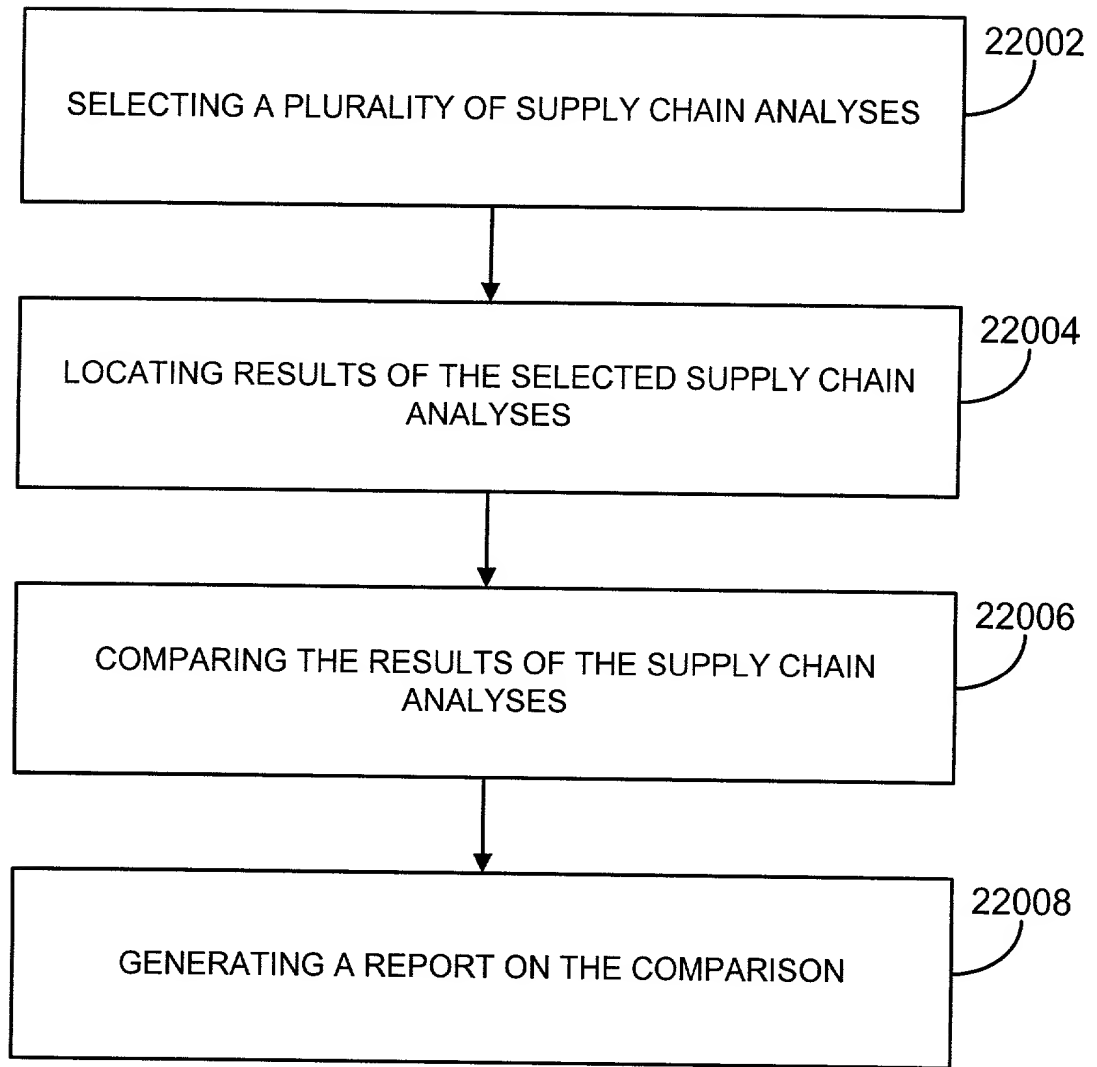 22002
SELECTING A PLURALITY OF SUPPLY CHAIN ANALYSES
22004
LOCATING RESULTS OF THE SELECTED SUPPLY CHAIN
ANALYSES
22006
COMPARING THE RESULTS OF THE SUPPLY CHAIN
ANALYSES
22008
GENERATING A REPORT ON THE COMPARISON